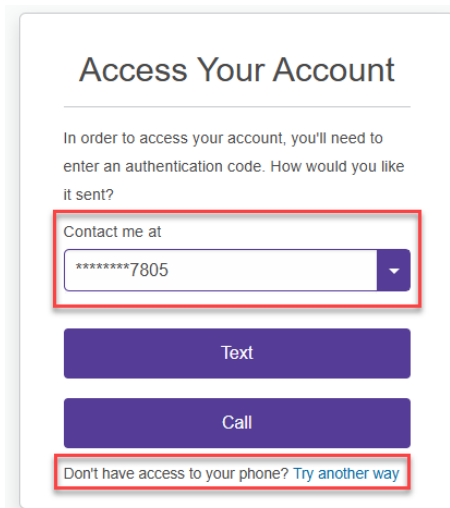 Access Your Account
In order to access your account, you'll need to
enter an authentication code. How would you like
it sent?
Contact me at
********7805
Text
Call
Don't have access to your phone? Try another way